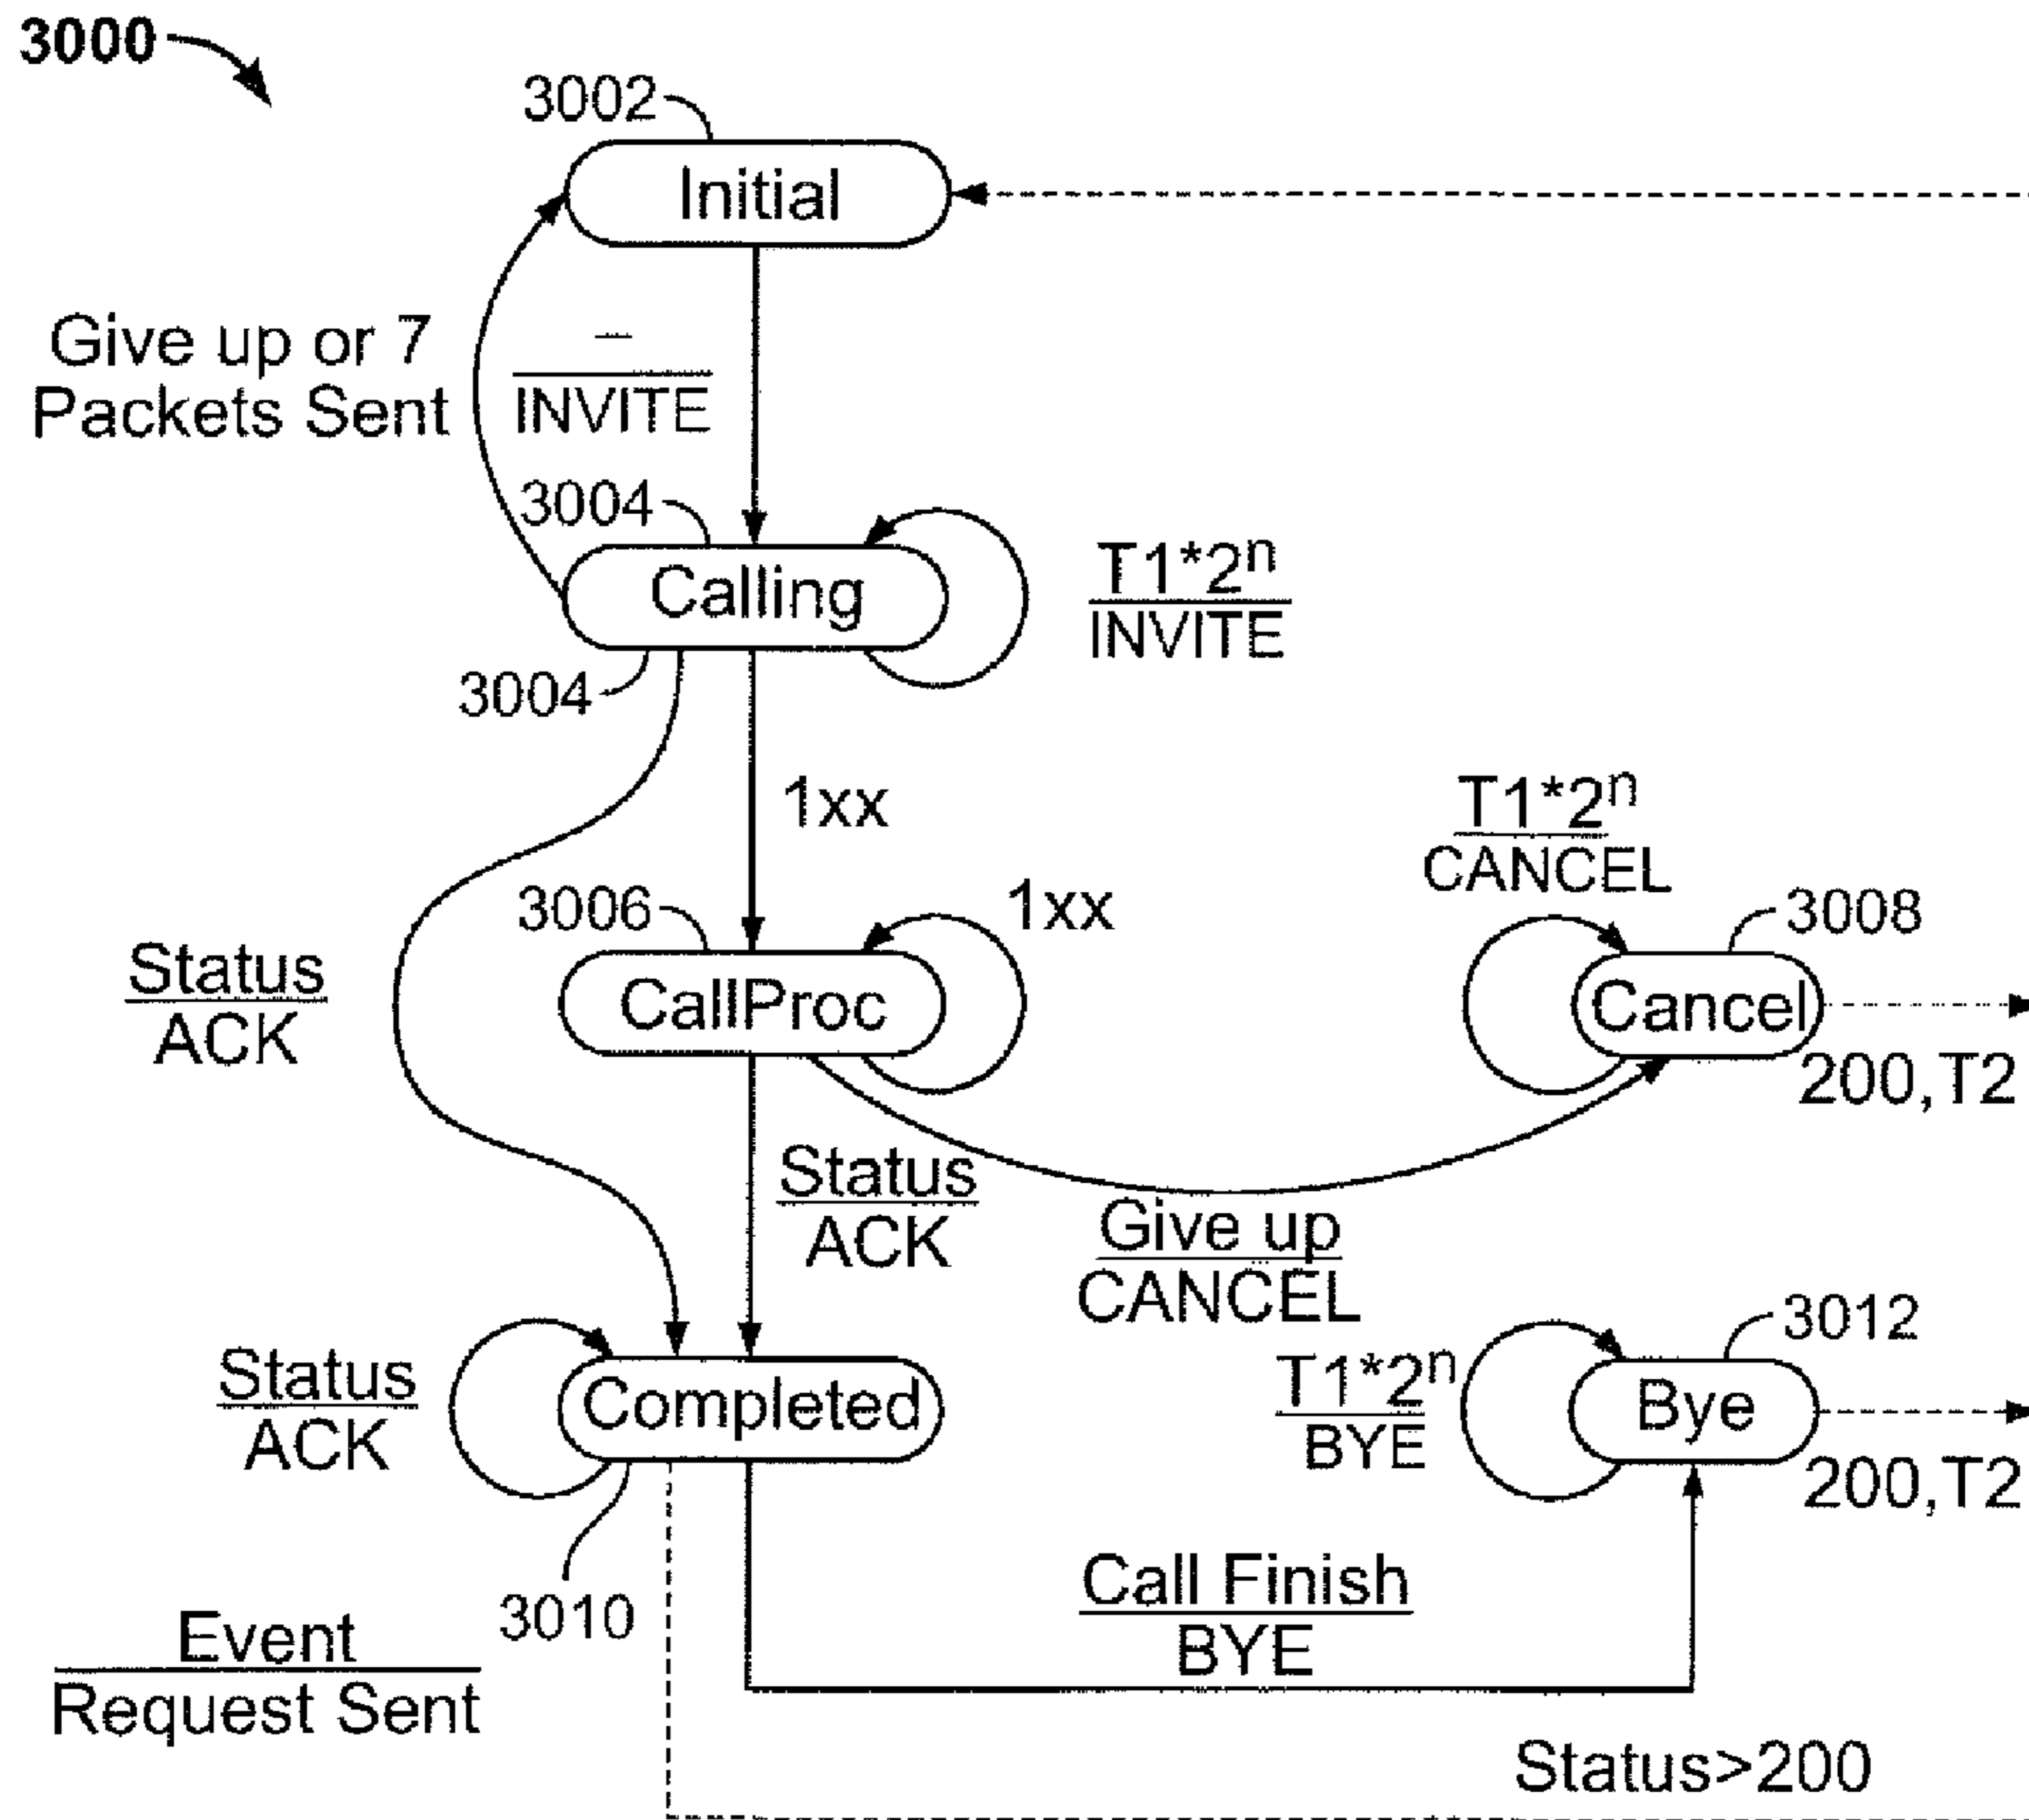 3000
3002
Initial
Give up or 7
Packets Sent
–
INVITE
3004
Calling
T1*2ⁿ
INVITE
3004
1xx
T1*2ⁿ
CANCEL
3006
1xx
3008
Status
ACK
CallProc
Cancel
200,T2
Status
ACK
Give up
CANCEL
3012
Status
ACK
Completed
T1*2ⁿ
BYE
Bye
200,T2
3010
Call Finish
BYE
Event
Request Sent
Status>200